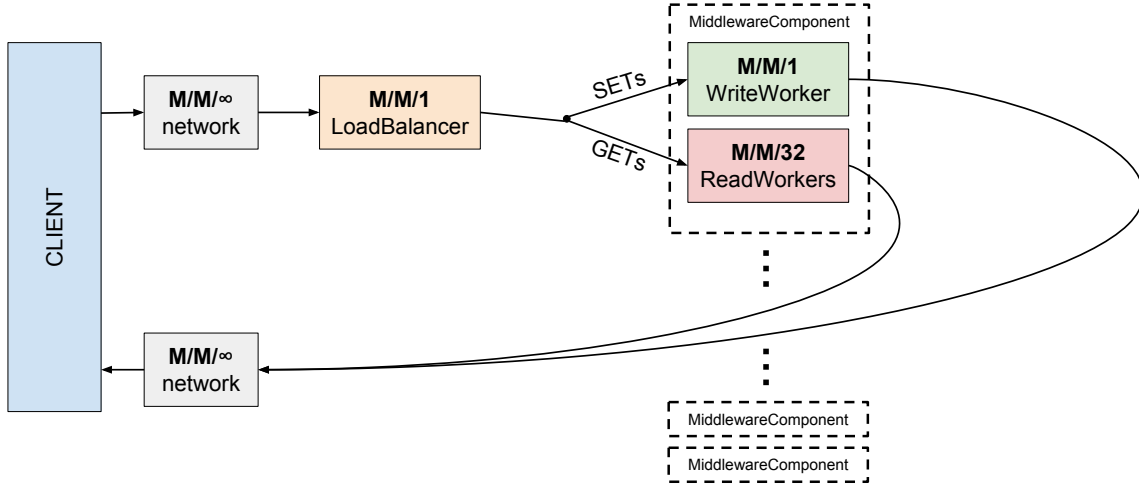 MiddlewareComponent
CLIENT
M/M/∞
network
M/M/1
LoadBalancer
SETs
GETs
M/M/1
WriteWorker
M/M/32
ReadWorkers
M/M/∞
network
MiddlewareComponent
MiddlewareComponent